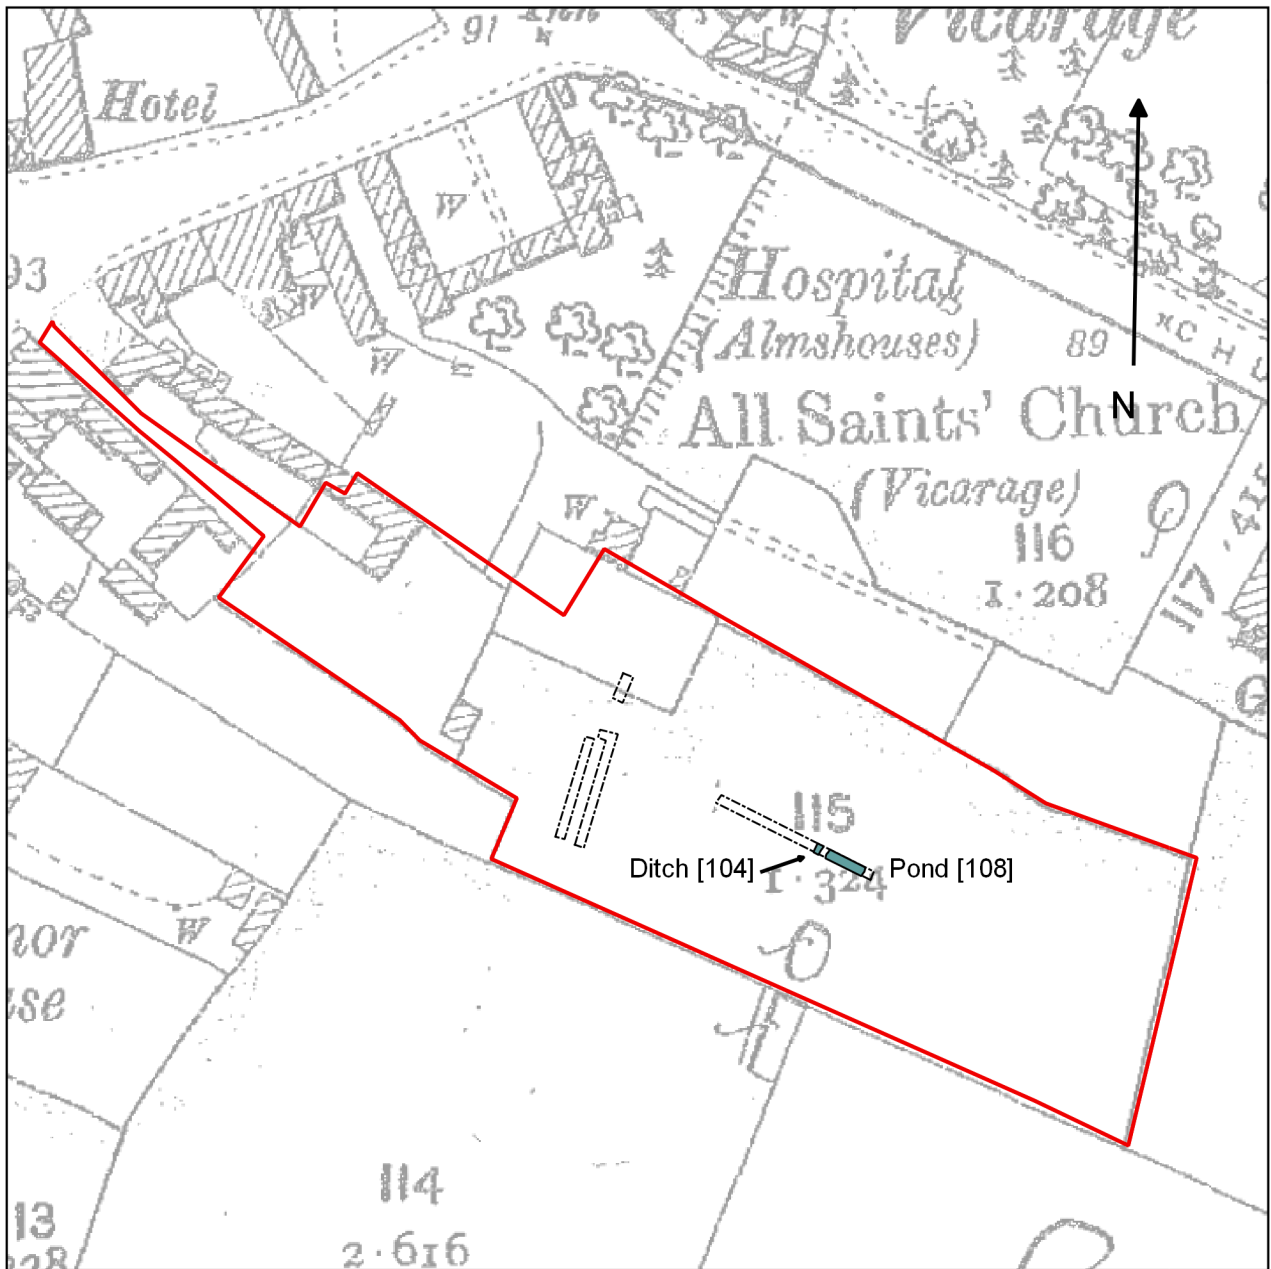 91
Vicarage
Hotel
W
93
Hospital
(Almshouses)
89
N
W
W
All Saints' Church
(Vicarage)
116
1·208
W
117
115
1·324
Ditch [104]
Pond [108]
W
114
2·616
13